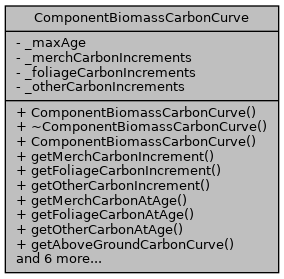 ComponentBiomassCarbonCurve
- _maxAge
- _merchCarbonIncrements
- _foliageCarbonIncrements
- _otherCarbonIncrements
+ ComponentBiomassCarbonCurve()
+ ~ComponentBiomassCarbonCurve()
+ ComponentBiomassCarbonCurve()
+ getMerchCarbonIncrement()
+ getFoliageCarbonIncrement()
+ getOtherCarbonIncrement()
+ getMerchCarbonAtAge()
+ getFoliageCarbonAtAge()
+ getOtherCarbonAtAge()
+ getAboveGroundCarbonCurve()
and 6 more...